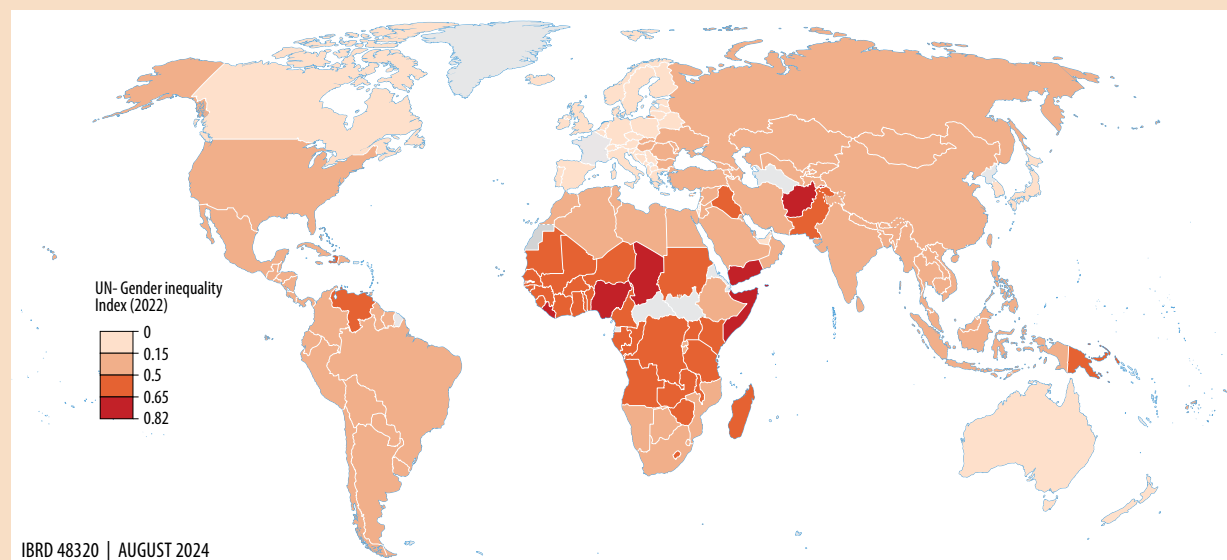 UN- Gender inequality
Index (2022)
0
0.15
0.5
0.65
0.82
IBRD 48320 | AUGUST 2024